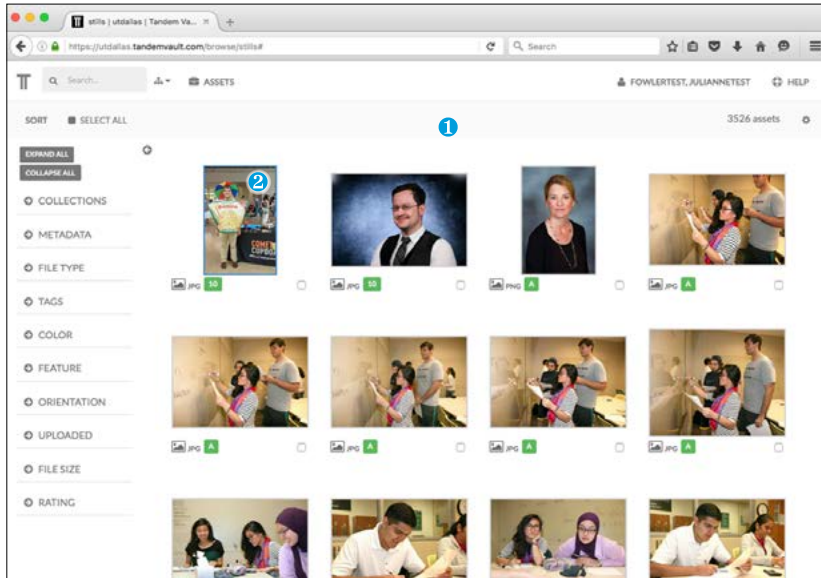 stills | utdallas | Tandem Va...
https://utdallas.tandemvault.com/browse/stills#
Search
Search...
ASSETS
FOWLERTEST, JULIANNETEST
HELP
SORT
SELECT ALL
1
3526 assets
EXPAND ALL
COLLAPSE ALL
2
COLLECTIONS
METADATA
FILE TYPE
TAGS
COLOR
FEATURE
ORIENTATION
UPLOADED
FILE SIZE
RATING
COMET
CUPBOA
JPG 10 JPG 10 PNG A JPG A
JPG A JPG A JPG A JPG A